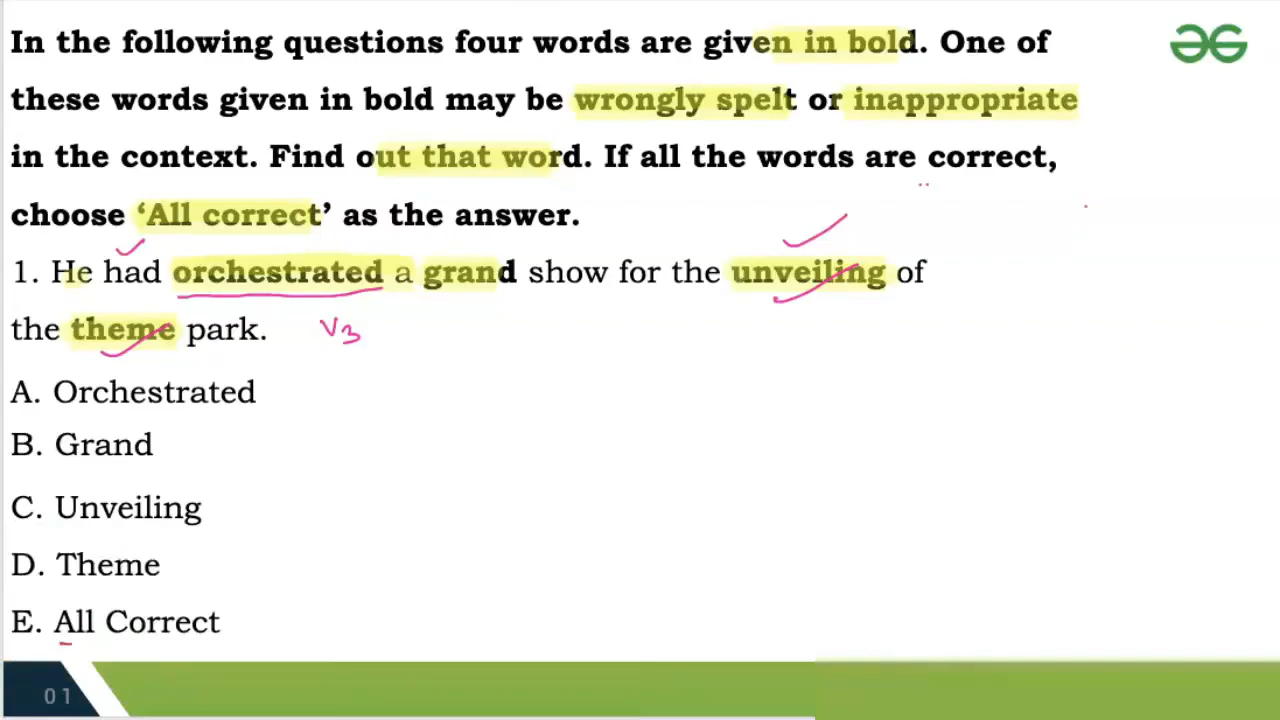 In the following questions four words are given in bold. One of
these words given in bold may be wrongly spelt or inappropriate
in the context. Find out that word. If all the words are correct,
choose ‘All correct’ as the answer.
1. He had orchestrated a grand show for the unveiling of
the theme park.
V3
A. Orchestrated
B. Grand
C. Unveiling
D. Theme
E. All Correct
01